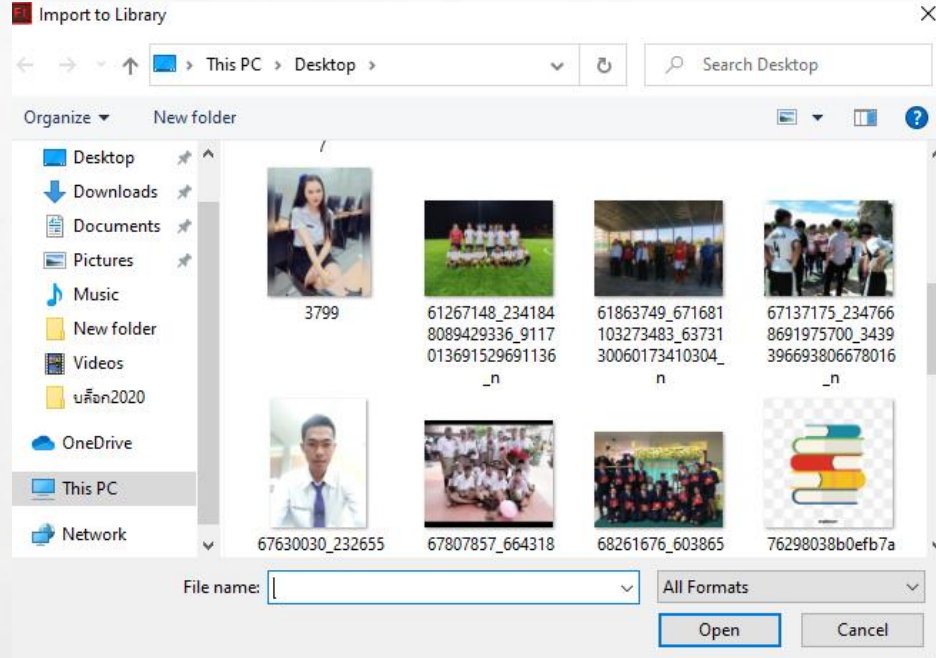 Import to Library
This PC > Desktop >
Search Desktop
Organize
New folder
Desktop
Downloads
Documents
Pictures
Music
New folder
Videos
บล็อก2020
OneDrive
This PC
Network
3799
61267148_234184
8089429336_9117
013691529691136
_n
61863749_671681
103273483_63731
30060173410304_
n
67137175_234766
8691975700_3439
396693806678016
_n
67630030_232655
67807857_664318
68261676_603865
76298038b0efb7a
File name:
All Formats
Open
Cancel